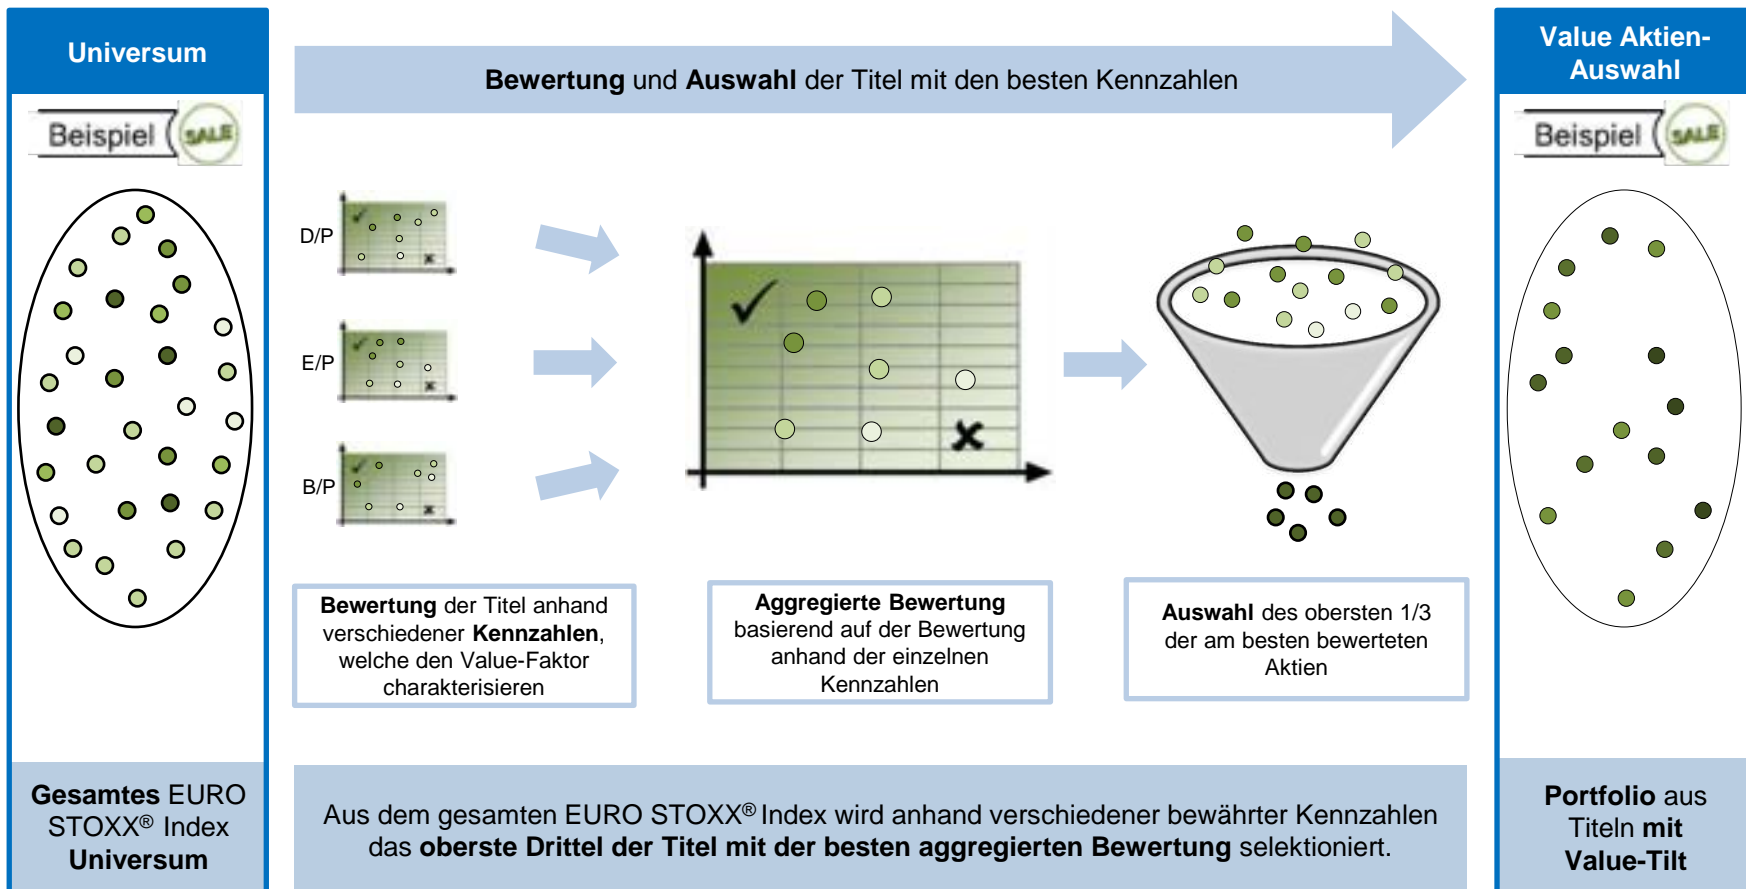 Universum
Beispiel
SALE
Gesamtes EURO
STOXX® Index
Universum
Bewertung und Auswahl der Titel mit den besten Kennzahlen
D/P
E/P
B/P
Bewertung der Titel anhand
verschiedener Kennzahlen,
welche den Value-Faktor
charakterisieren
Aggregierte Bewertung
basierend auf der Bewertung
anhand der einzelnen
Kennzahlen
Auswahl des obersten 1/3
der am besten bewerteten
Aktien
Aus dem gesamten EURO STOXX® Index wird anhand verschiedener bewährter Kennzahlen
das oberste Drittel der Titel mit der besten aggregierten Bewertung selektioniert.
Value Aktien-
Auswahl
Beispiel
SALE
Portfolio aus
Titeln mit
Value-Tilt